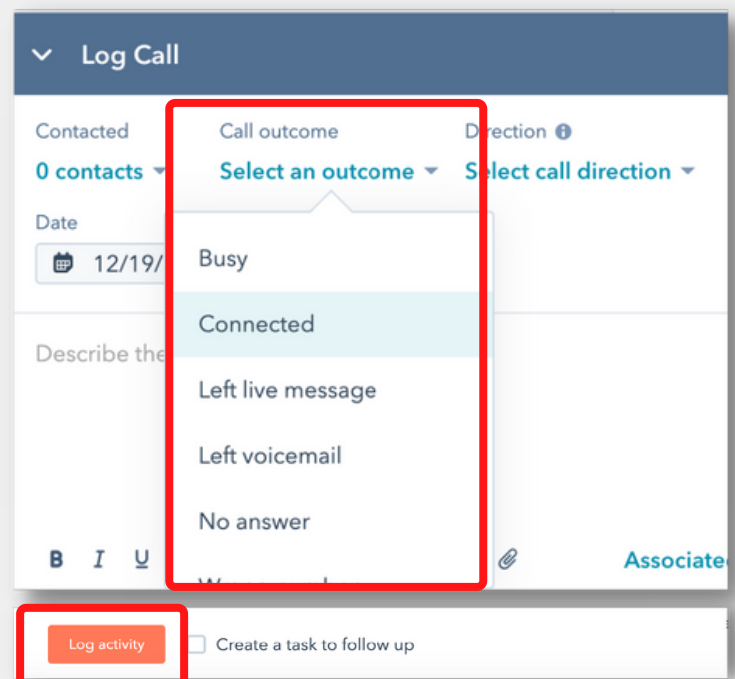 Log Call
Contacted Call outcome Direction
0 contacts Select an outcome Select call direction
Date
12/19/
Busy
Connected
Describe the
Left live message
Left voicemail
No answer
B I U Associate
Log activity Create a task to follow up